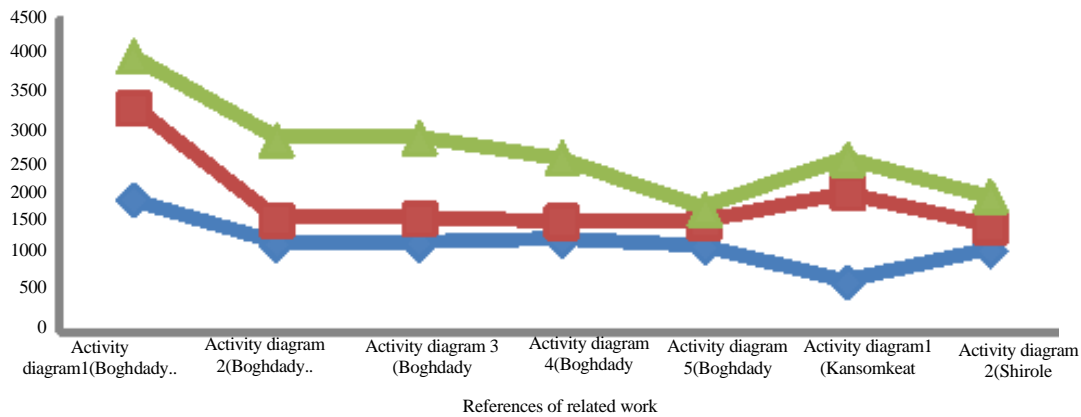 4500
4000
3500
3000
2500
2000
1500
1000
500
0
Activity
diagram1(Boghdady..
Activity diagram
2(Boghdady..
Activity diagram 3
(Boghdady
Activity diagram
4(Boghdady
Activity diagram
5(Boghdady
Activity diagram1
(Kansomkeat
Activity diagram
2(Shirole
References of related work